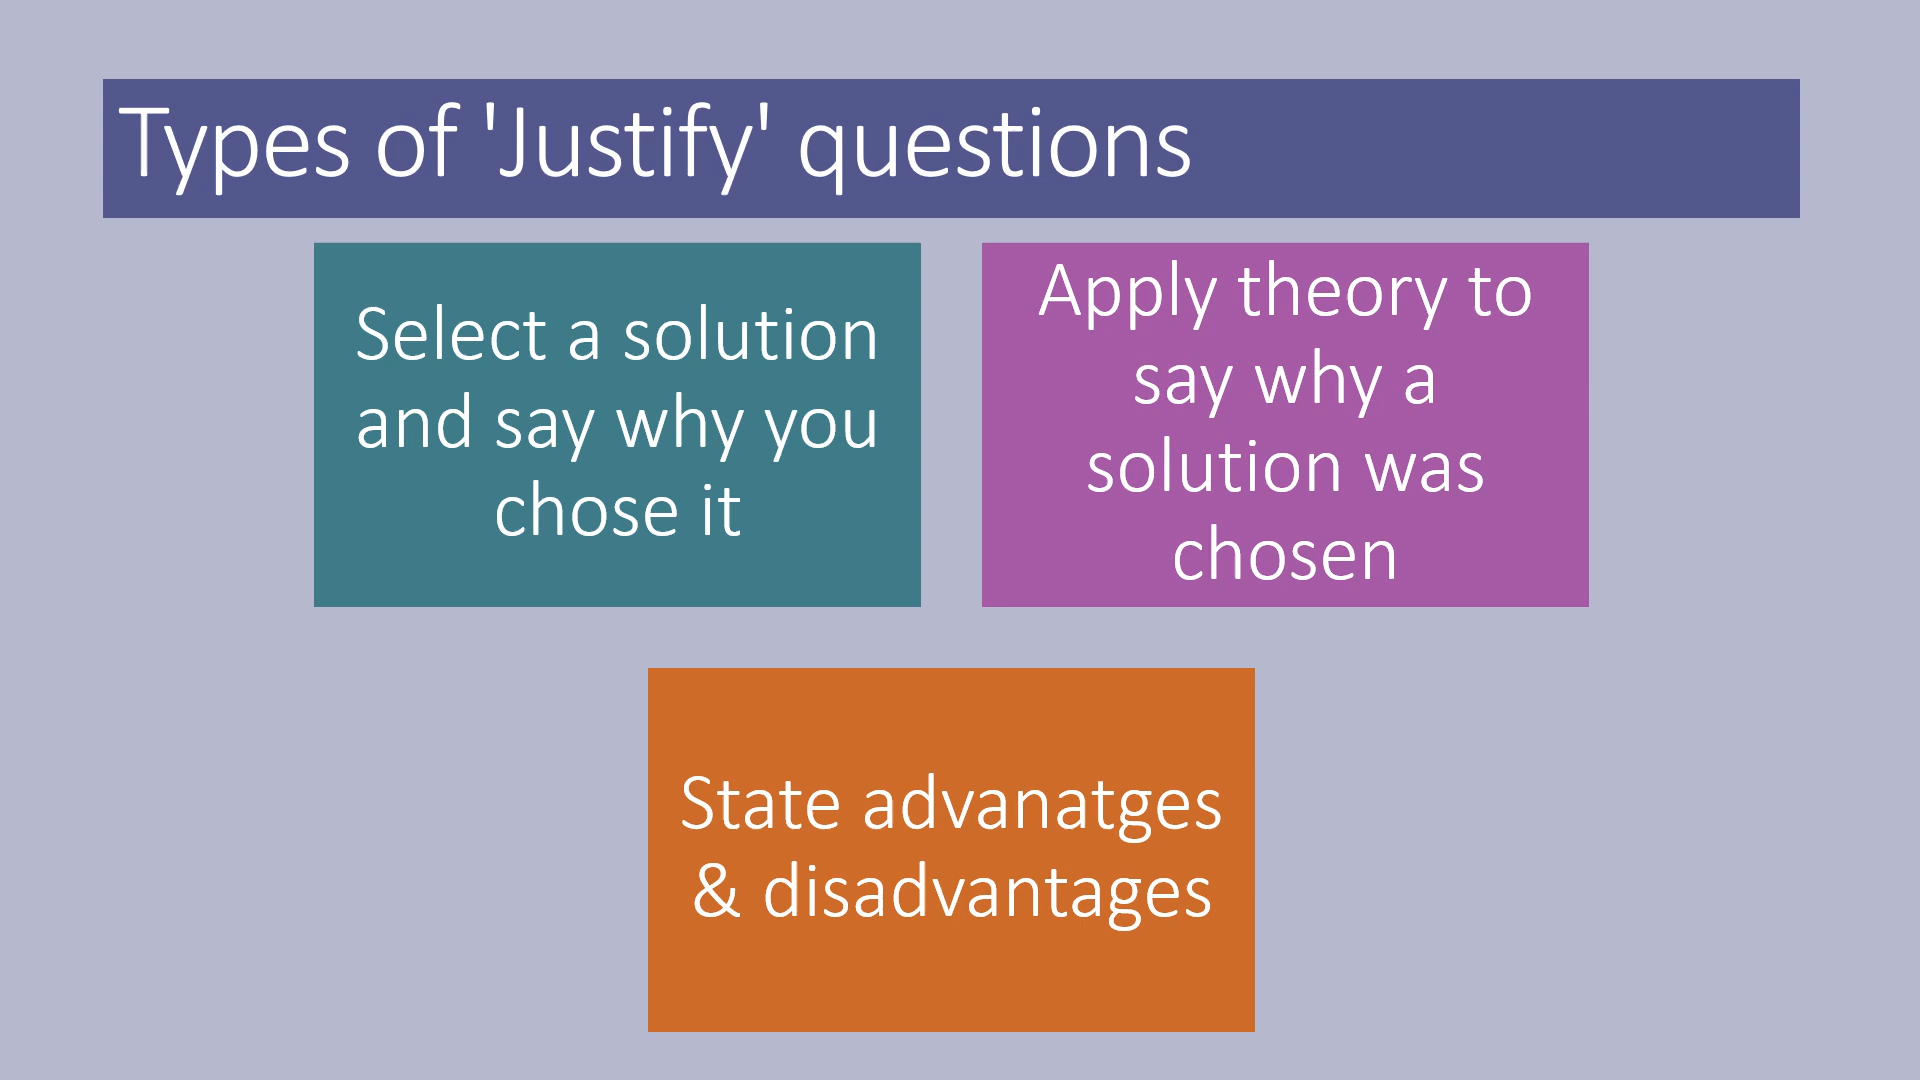 Types of 'Justify' questions
Select a solution
and say why you
chose it
Apply theory to
say why a
solution was
chosen
State advanatges
& disadvantages